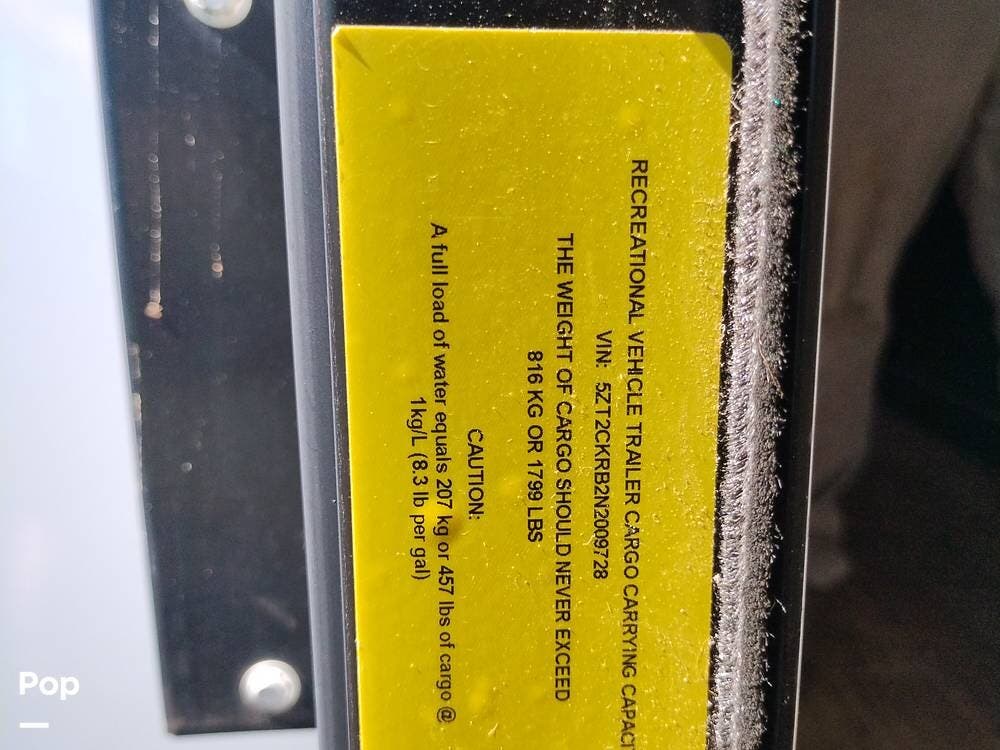 RECREATIONAL VEHICLE TRAILER CARGO CARRYING CAPACIT
VIN: 5ZT2CKRB2N2009728
THE WEIGHT OF CARGO SHOULD NEVER EXCEED
816 KG OR 1799 LBS
CAUTION:
A full load of water equals 207 kg or 457 lbs of cargo @
1kg/L (8.3 lb per gal)
Pop